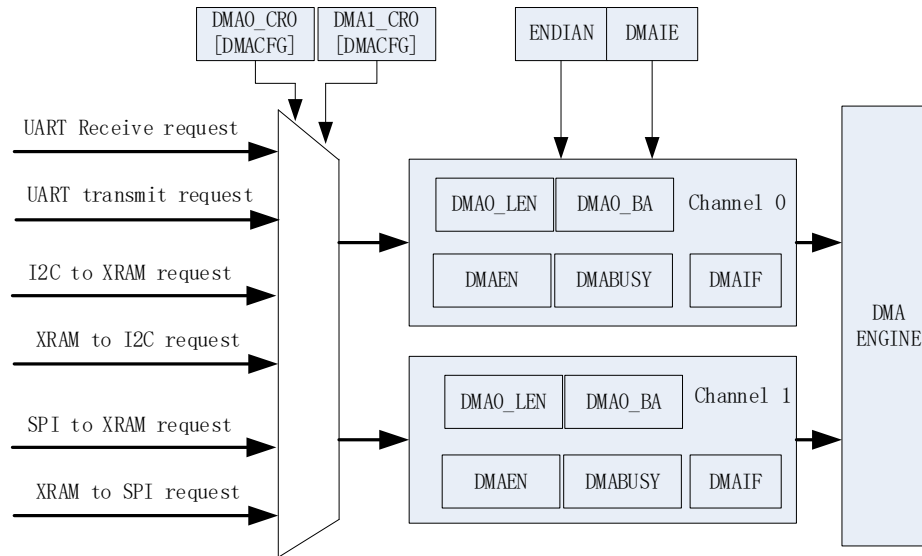 DMA0_CR0
[DMACFG]
DMA1_CR0
[DMACFG]
ENDIAN
DMAIE
UART Receive request
UART transmit request
I2C to XRAM request
XRAM to I2C request
SPI to XRAM request
XRAM to SPI request
DMA0_LEN
DMA0_BA
Channel 0
DMAEN
DMABUSY
DMAIF
DMA0_LEN
DMA0_BA
Channel 1
DMAEN
DMABUSY
DMAIF
DMA
ENGINE